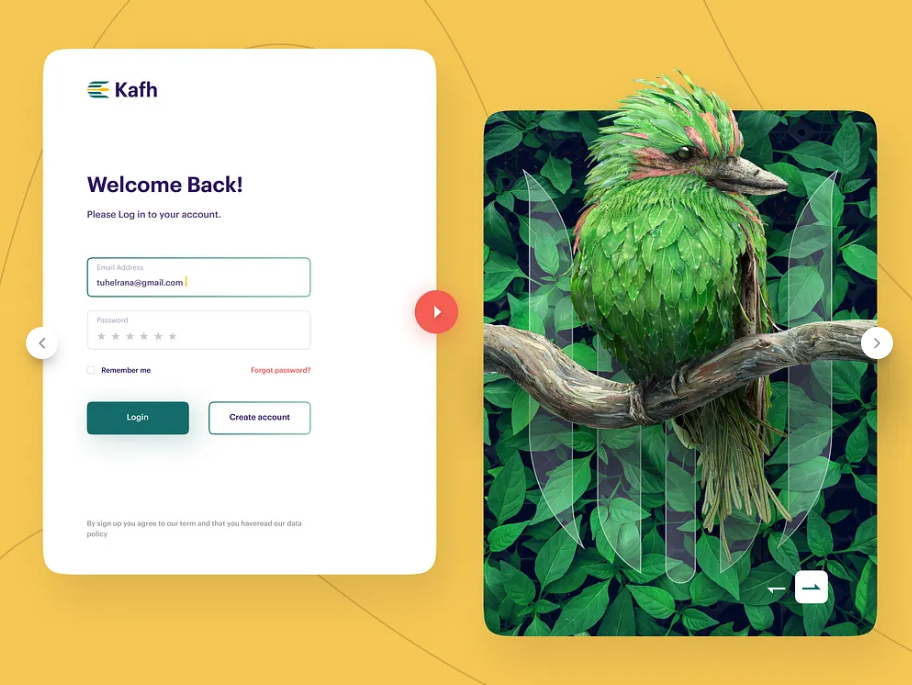 Kafh
Welcome Back!
Please Log in to your account.
Email Address
tuhelrana@gmail.com
Password
Remember me
Forgot password?
Login
Create account
By sign up you agree to our term and that you haveread our data
policy